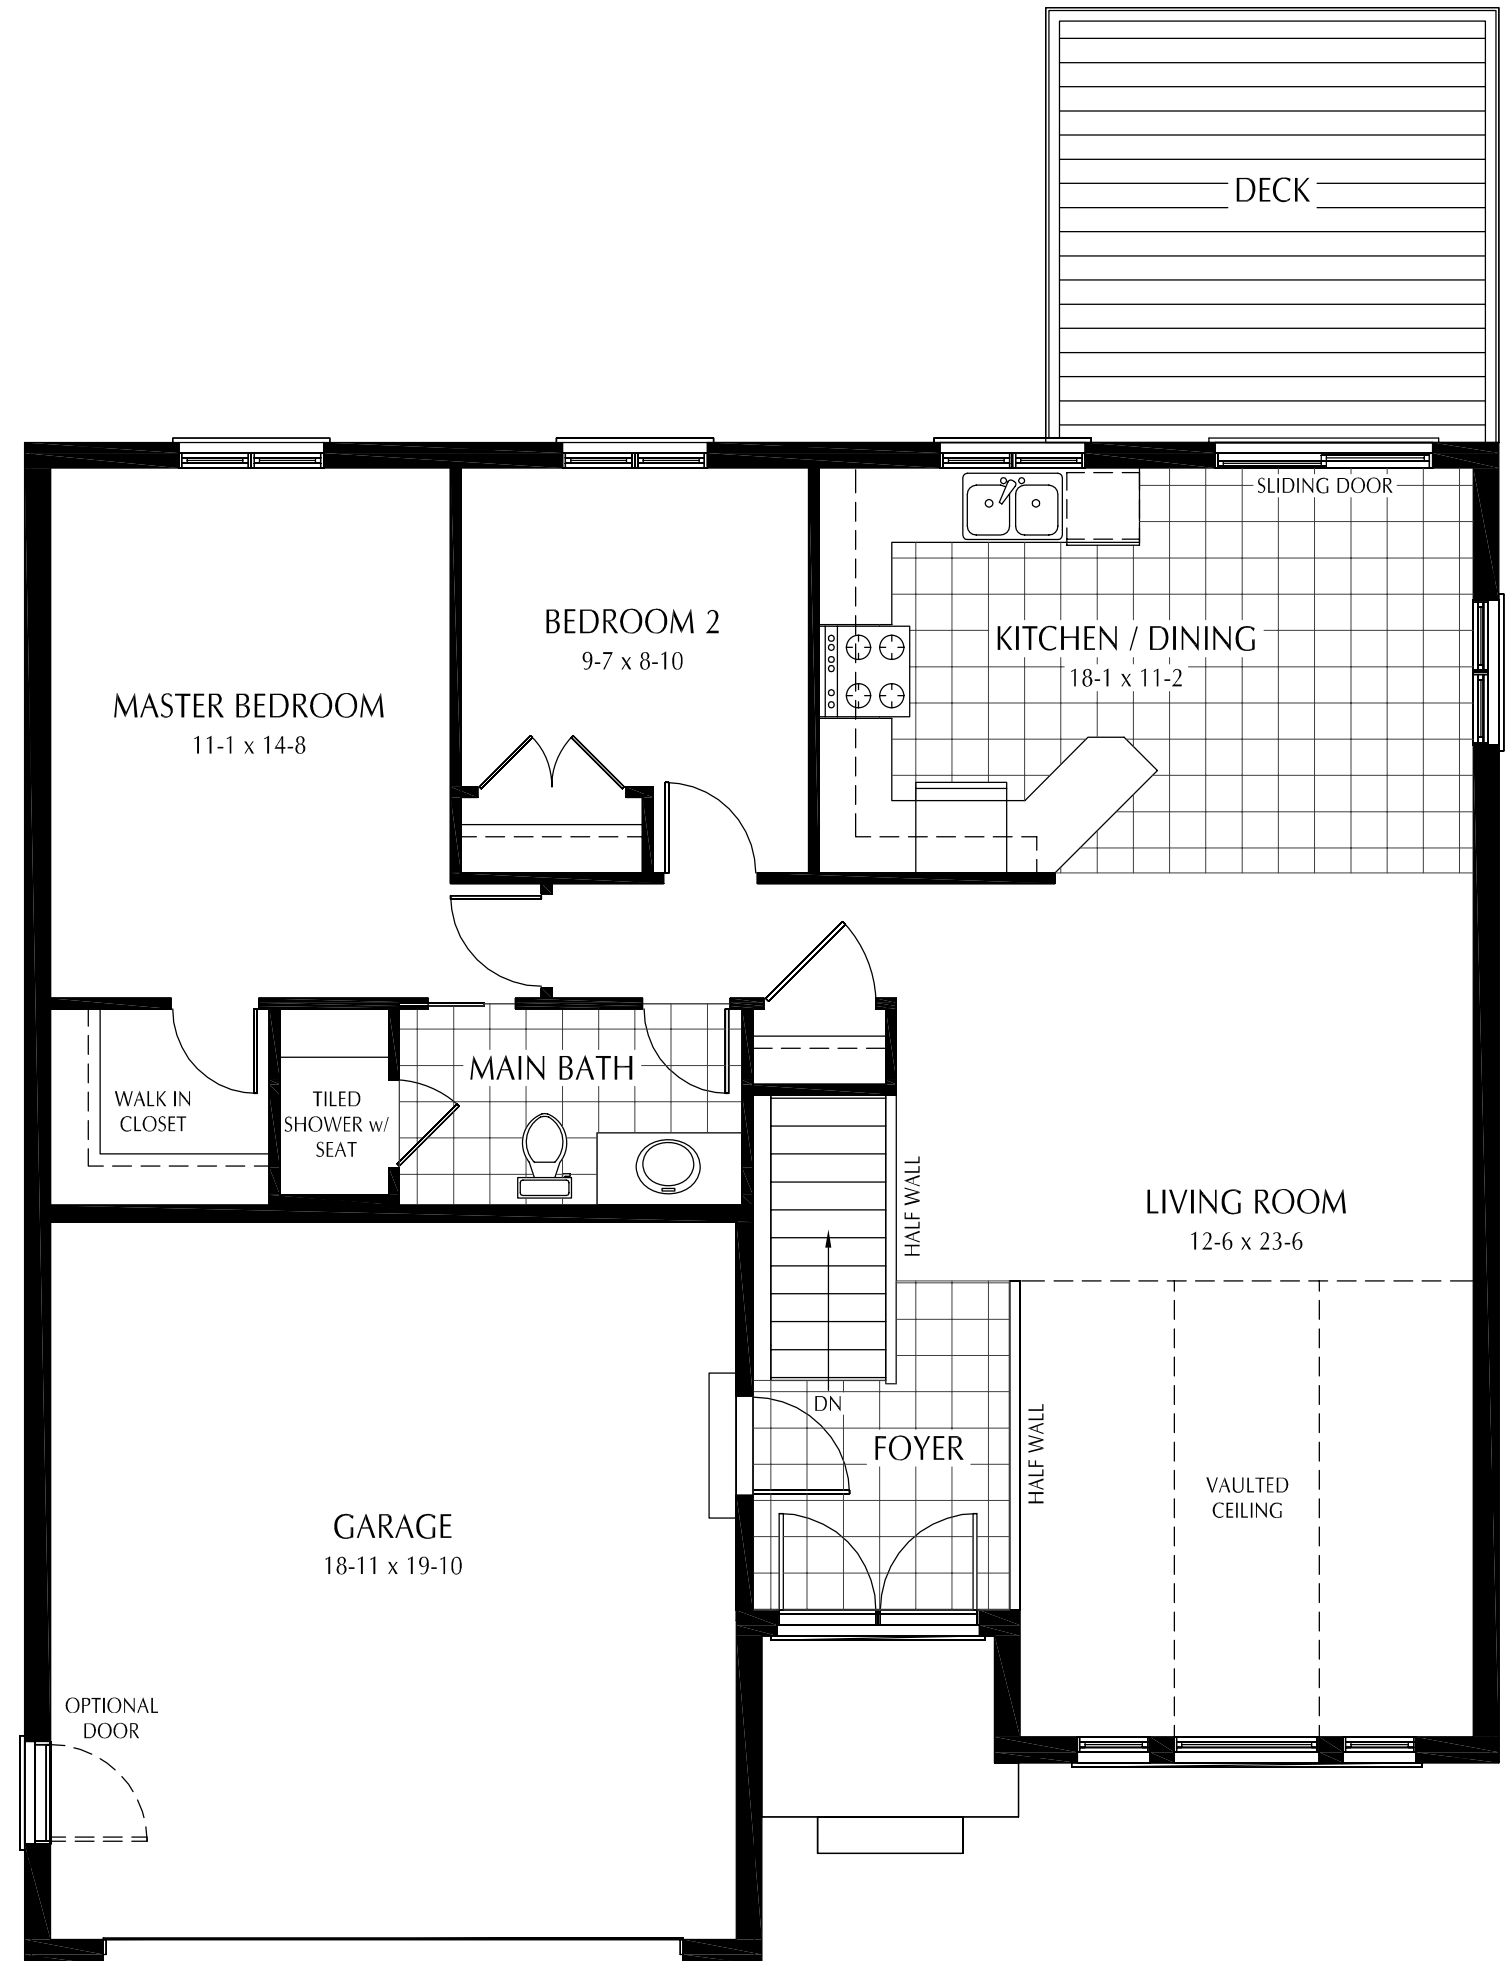 DECK
SLIDING DOOR
BEDROOM 2
9-7 x 8-10
KITCHEN / DINING
18-1 x 11-2
MASTER BEDROOM
11-1 x 14-8
MAIN BATH
WALK IN
CLOSET
TILED
SHOWER w/
SEAT
HALF WALL
LIVING ROOM
12-6 x 23-6
DN
FOYER
HALF WALL
VAULTED
CEILING
GARAGE
18-11 x 19-10
OPTIONAL
DOOR